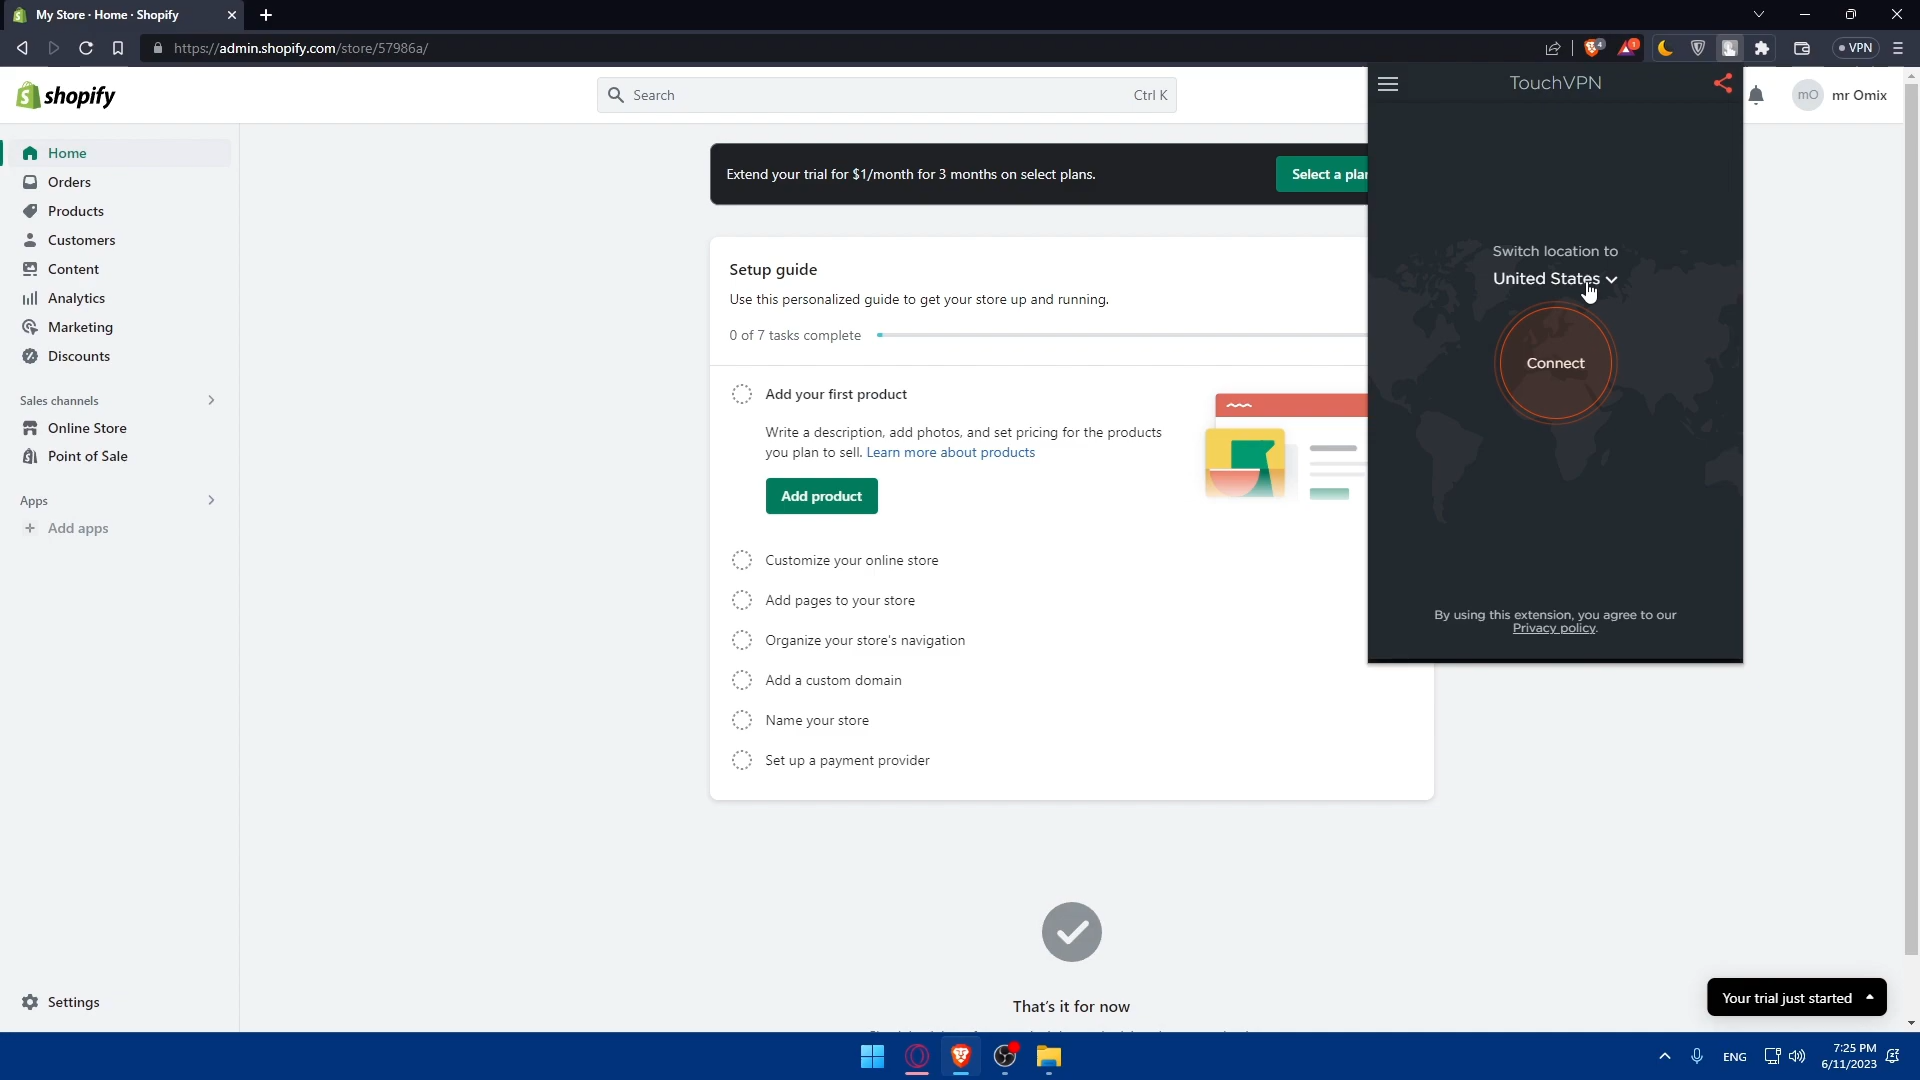 My Store · Home · Shopify
https://admin.shopify.com/store/57986a/
4
1
VPN
shopify
Search
Ctrl K
mO
mr Omix
Home
Orders
Products
Customers
Content
Analytics
Marketing
Discounts
Sales channels
Online Store
Point of Sale
Apps
Add apps
Settings
Extend your trial for $1/month for 3 months on select plans.
Select a plan
Setup guide
Use this personalized guide to get your store up and running.
0 of 7 tasks complete
Add your first product
Write a description, add photos, and set pricing for the products
you plan to sell. Learn more about products
Add product
Customize your online store
Add pages to your store
Organize your store's navigation
Add a custom domain
Name your store
Set up a payment provider
That's it for now
TouchVPN
Switch location to
United States
Connect
By using this extension, you agree to our
Privacy policy.
Your trial just started
ENG
7:25 PM
6/11/2023